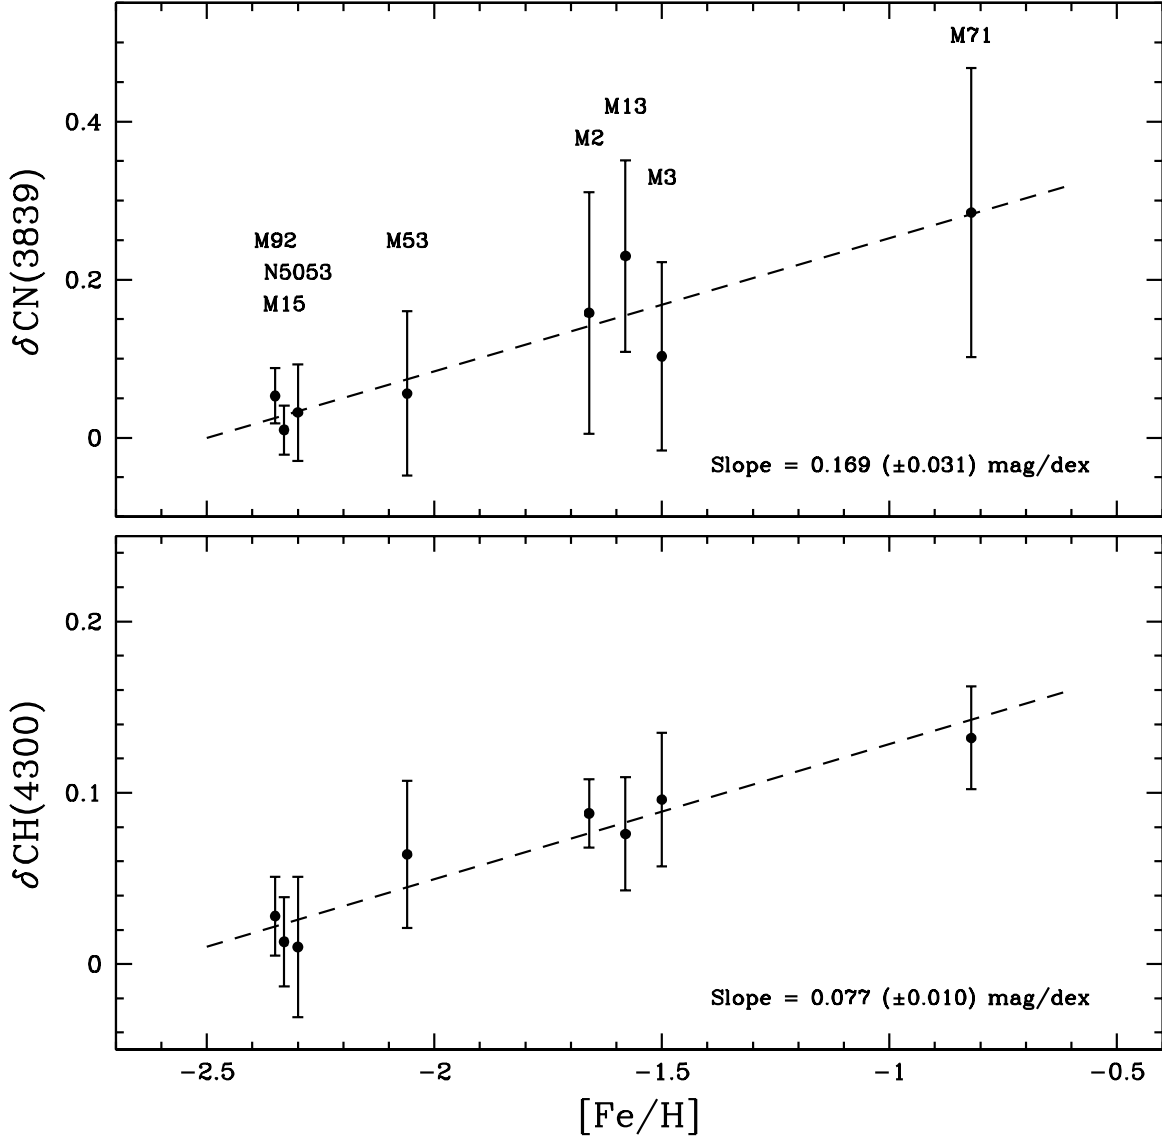 M71
M13
M2
M3
M92
M53
N5053
M15
0.4
0.2
0
δCN(3839)
Slope = 0.169 (±0.031) mag/dex
0.2
0.1
0
δCH(4300)
Slope = 0.077 (±0.010) mag/dex
−2.5 −2 −1.5 −1 −0.5
[Fe/H]